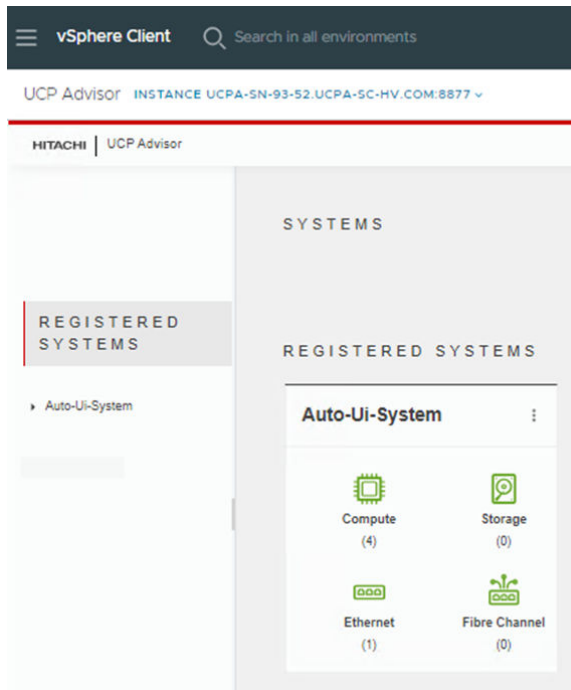 vSphere Client
Search in all environments
UCP Advisor INSTANCE UCPA-SN-93-52.UCPA-SC-HV.COM:8877
HITACHI UCP Advisor
SYSTEMS
REGISTERED
SYSTEMS
Auto-Ui-System
REGISTERED SYSTEMS
Auto-Ui-System
Compute
(4)
Storage
(0)
Ethernet
(1)
Fibre Channel
(0)